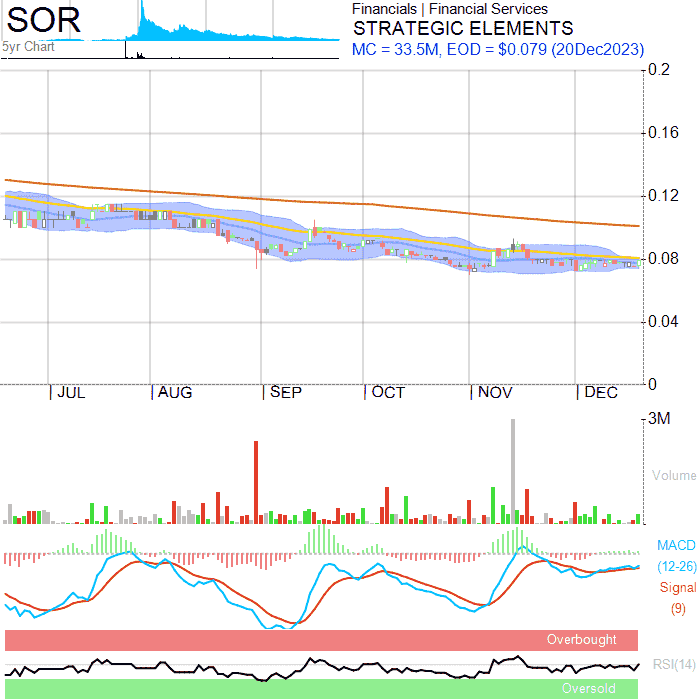 SOR
5yr Chart
Financials | Financial Services
STRATEGIC ELEMENTS
MC = 33.5M, EOD = $0.079 (20Dec2023)
0.2
0.16
0.12
0.08
0.04
0
JUL AUG SEP OCT NOV DEC
3M
Volume
MACD
(12-26)
Signal
(9)
Overbought
RSI(14)
Oversold